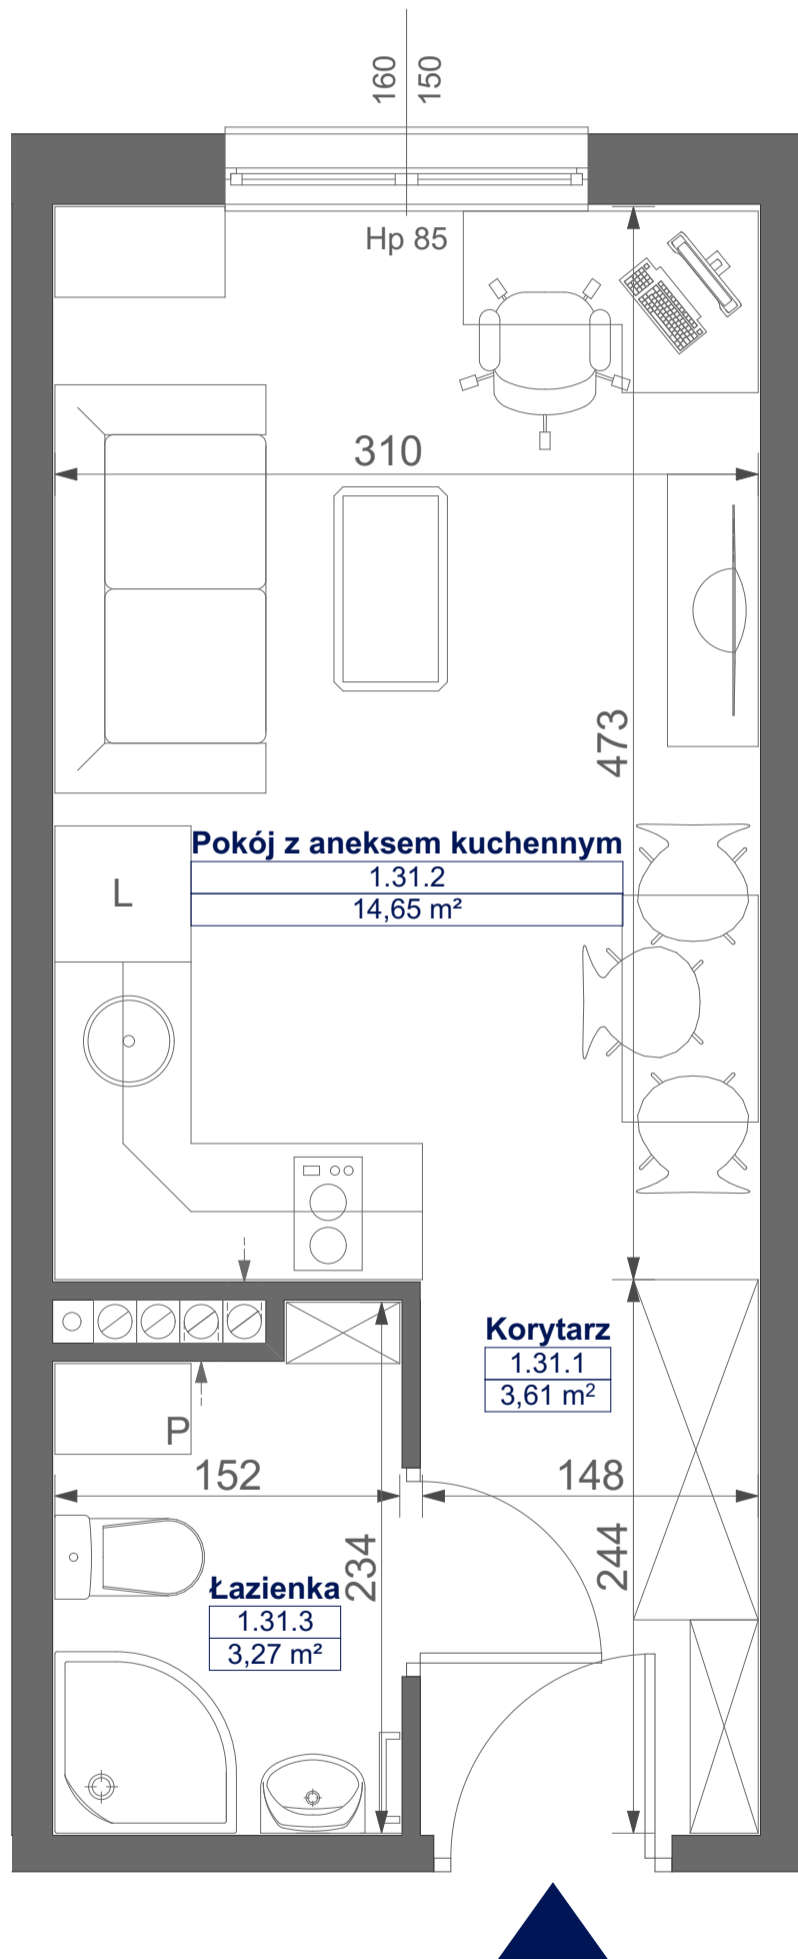 160
150
Hp 85
310
473
Pokój z aneksem kuchennym
1.31.2
14,65 m²
L
Korytarz
1.31.1
3,61 m²
P
152
148
234
244
Łazienka
1.31.3
3,27 m²